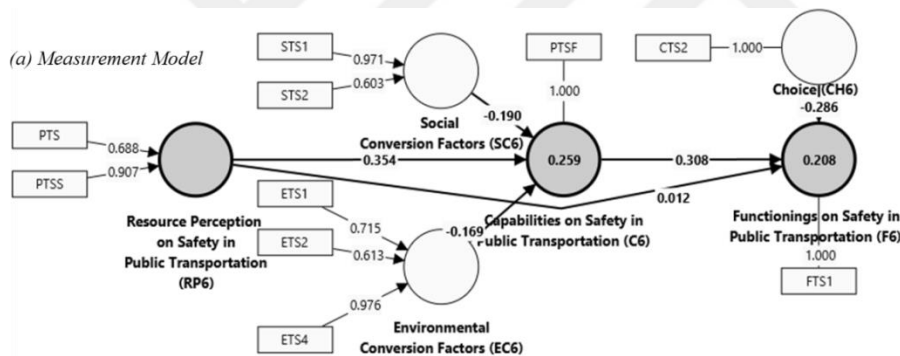 (a) Measurement Model
STS1
0.971
STS2
0.603
PTSF
1.000
CTS2
1.000
Choice (CH6)
-0.286
Social
Conversion Factors (SC6)
-0.190
PTS
0.688
PTSS
0.907
0.354
0.259
0.308
0.208
0.012
Resource Perception
on Safety in
Public Transportation
(RP6)
ETS1
0.715
ETS2
0.613
-0.169
Capabilities on Safety in
Public Transportation (C6)
Functionings on Safety in
Public Transportation (F6)
1.000
FTS1
0.976
ETS4
Environmental
Conversion Factors (EC6)